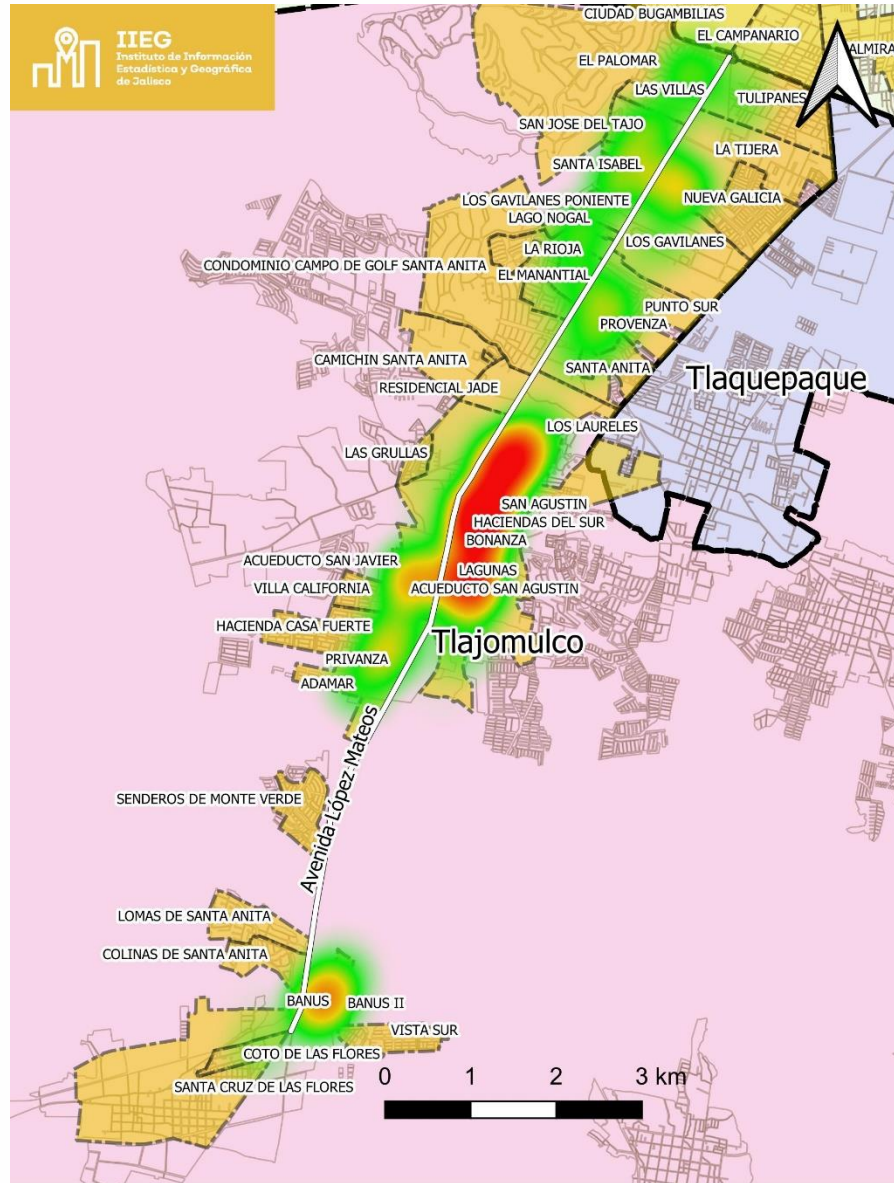 IIEG
Instituto de Información
Estadística y Geográfica
de Jalisco
CIUDAD BUGAMBILIAS
EL CAMPANARIO
ALMIRA
EL PALOMAR
LAS VILLAS
TULIPANES
SAN JOSE DEL TAJO
LA TIJERA
SANTA ISABEL
LOS GAVILANES PONIENTE
NUEVA GALICIA
LAGO NOGAL
LA RIOJA
LOS GAVILANES
CONDOMINIO CAMPO DE GOLF SANTA ANITA
EL MANANTIAL
PUNTO SUR
PROVENZA
CAMICHIN SANTA ANITA
SANTA ANITA
Tlaquepaque
RESIDENCIAL JADE
LOS LAURELES
LAS GRULLAS
SAN AGUSTIN
HACIENDAS DEL SUR
BONANZA
ACUEDUCTO SAN JAVIER
LAGUNAS
VILLA CALIFORNIA
ACUEDUCTO SAN AGUSTIN
HACIENDA CASA FUERTE
Tlajomulco
PRIVANZA
ADAMAR
Avenida López Mateos
SENDEROS DE MONTE VERDE
LOMAS DE SANTA ANITA
COLINAS DE SANTA ANITA
BANUS
BANUS II
VISTA SUR
COTO DE LAS FLORES
SANTA CRUZ DE LAS FLORES
0 1 2 3 km